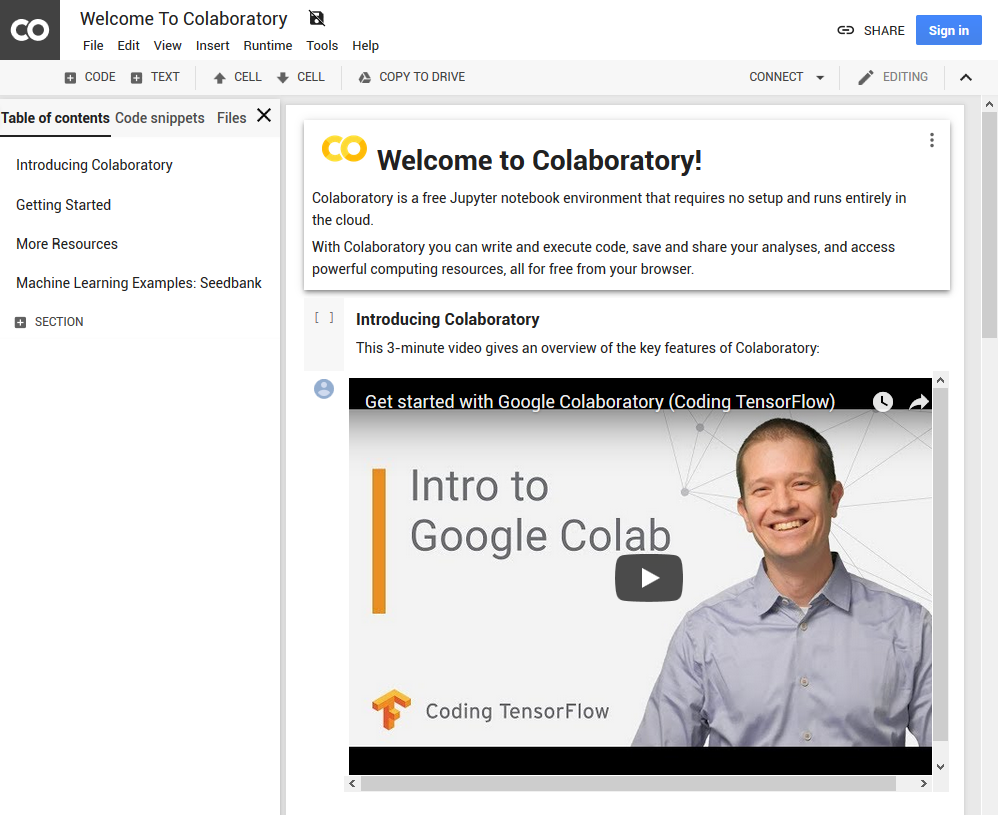 Welcome To Colaboratory
File Edit View Insert Runtime Tools Help
SHARE
Sign in
CODE TEXT CELL CELL COPY TO DRIVE
CONNECT EDITING
Table of contents Code snippets Files
Introducing Colaboratory
Getting Started
More Resources
Machine Learning Examples: Seedbank
SECTION
CO Welcome to Colaboratory!
Colaboratory is a free Jupyter notebook environment that requires no setup and runs entirely in
the cloud.
With Colaboratory you can write and execute code, save and share your analyses, and access
powerful computing resources, all for free from your browser.
[ ] Introducing Colaboratory
This 3-minute video gives an overview of the key features of Colaboratory:
Get started with Google Colaboratory (Coding TensorFlow)
Intro to
Google Colab
Coding TensorFlow